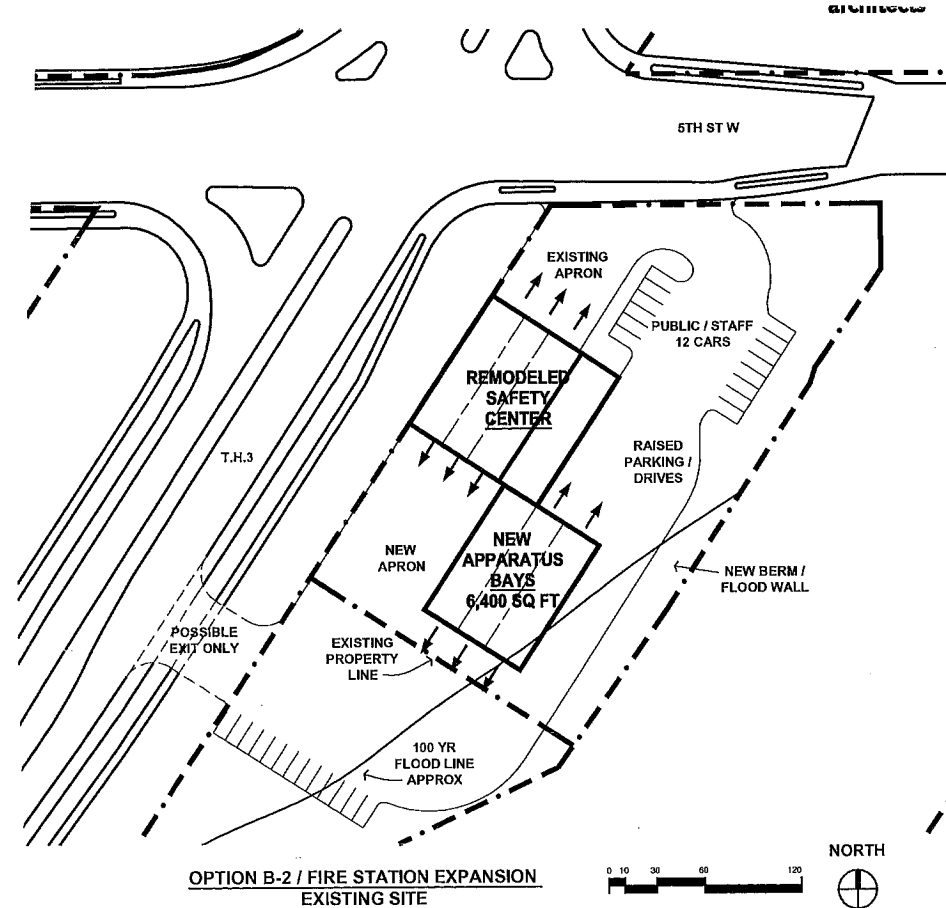 architects
5TH ST W
EXISTING
APRON
PUBLIC / STAFF
12 CARS
REMODELED
SAFETY
CENTER
T.H.3
RAISED
PARKING /
DRIVES
NEW
APRON
NEW
APPARATUS
BAYS
6,400 SQ FT
NEW BERM /
FLOOD WALL
POSSIBLE
EXIT ONLY
EXISTING
PROPERTY
LINE
100 YR
FLOOD LINE
APPROX
OPTION B-2 / FIRE STATION EXPANSION
EXISTING SITE
0 10 30 60 120
NORTH